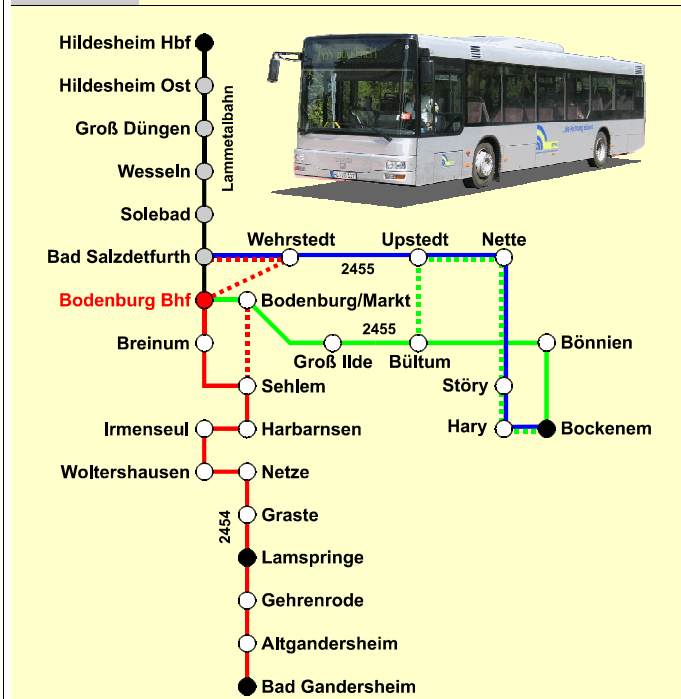 Hildesheim Hbf
Hildesheim Ost
Groß Düngen
Wesseln
Solebad
Lammetalbahn
Bad Salzdetfurth
Wehrstedt
Upstedt
Nette
2455
Bodenburg Bhf
Bodenburg/Markt
2455
Breinum
Groß Ilde
Bültum
Bönnien
Sehlem
Störy
Irmenseul
Harbarnsen
Hary
Bockenem
Woltershausen
Netze
2454
Graste
Lamspringe
Gehrenrode
Altgandersheim
Bad Gandersheim